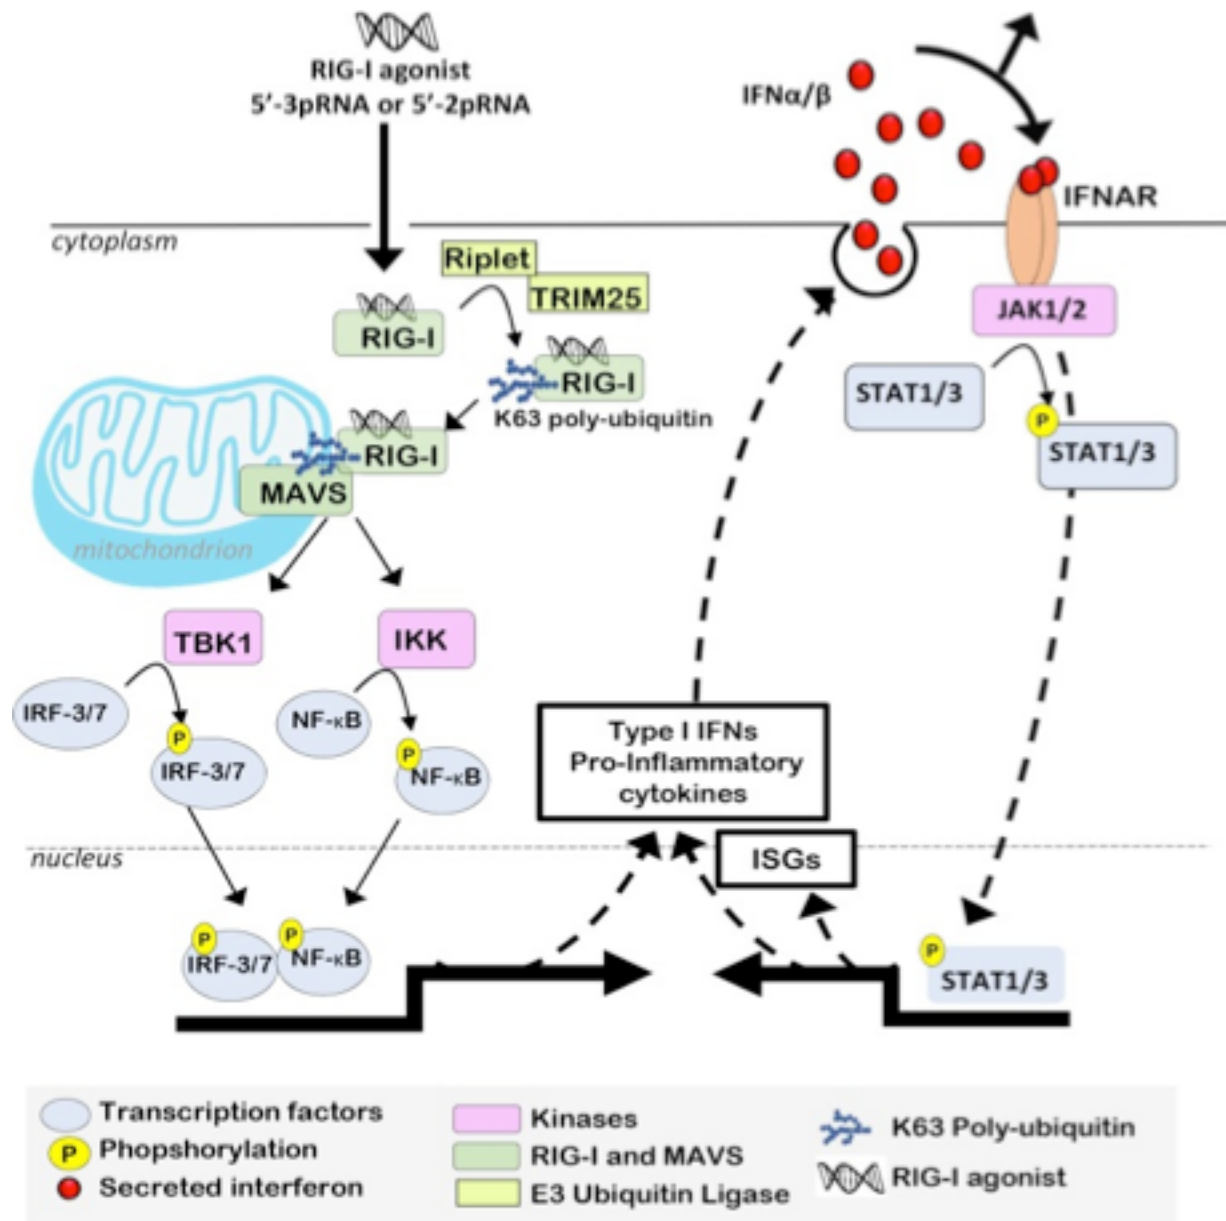 RIG-I agonist
5'-3pRNA or 5'-2pRNA
IFNα/β
IFNAR
cytoplasm
Riplet
TRIM25
RIG-I
RIG-I
K63 poly-ubiquitin
RIG-I
MAVS
mitochondrion
JAK1/2
STAT1/3
P
STAT1/3
TBK1
IKK
IRF-3/7
P
IRF-3/7
NF-κB
P
NF-κB
Type I IFNs
Pro-Inflammatory
cytokines
nucleus
ISGs
P
IRF-3/7
P
NF-κB
P
STAT1/3
Transcription factors
P Phopshorylation
Secreted interferon
Kinases
RIG-I and MAVS
E3 Ubiquitin Ligase
K63 Poly-ubiquitin
RIG-I agonist